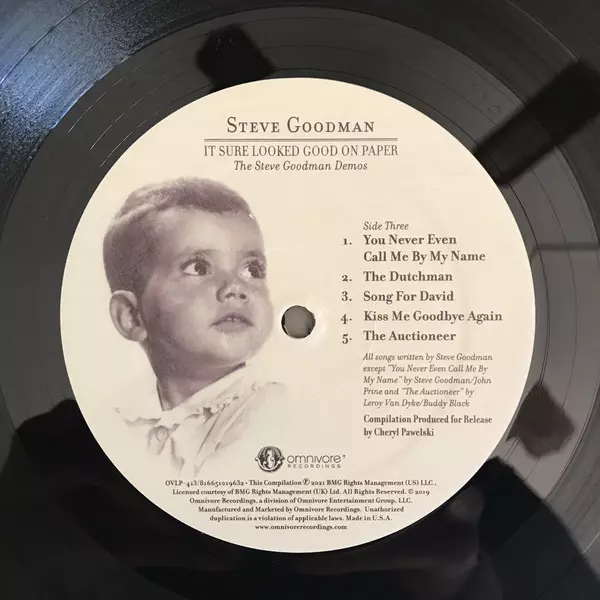 STEVE GOODMAN
IT SURE LOOKED GOOD ON PAPER
The Steve Goodman Demos
Side Three
1. You Never Even
Call Me By My Name
2. The Dutchman
3. Song For David
4. Kiss Me Goodbye Again
5. The Auctioneer
All songs written by Steve Goodman
except "You Never Even Call Me By
My Name" by Steve Goodman/John
Prine and "The Auctioneer" by
Leroy Van Dyke/Buddy Black
Compilation Produced for Release
by Cheryl Pawelski
omnivore®
RECORDINGS
OVLP-413/816651019632 • This Compilation ℗ 2021 BMG Rights Management (US) LLC.,
Licensed courtesy of BMG Rights Management (UK) Ltd. All Rights Reserved. © 2019
Omnivore Recordings, a division of Omnivore Entertainment Group, LLC.
Manufactured and Marketed by Omnivore Recordings. Unauthorized
duplication is a violation of applicable laws. Made in U.S.A.
www.omnivorerecordings.com